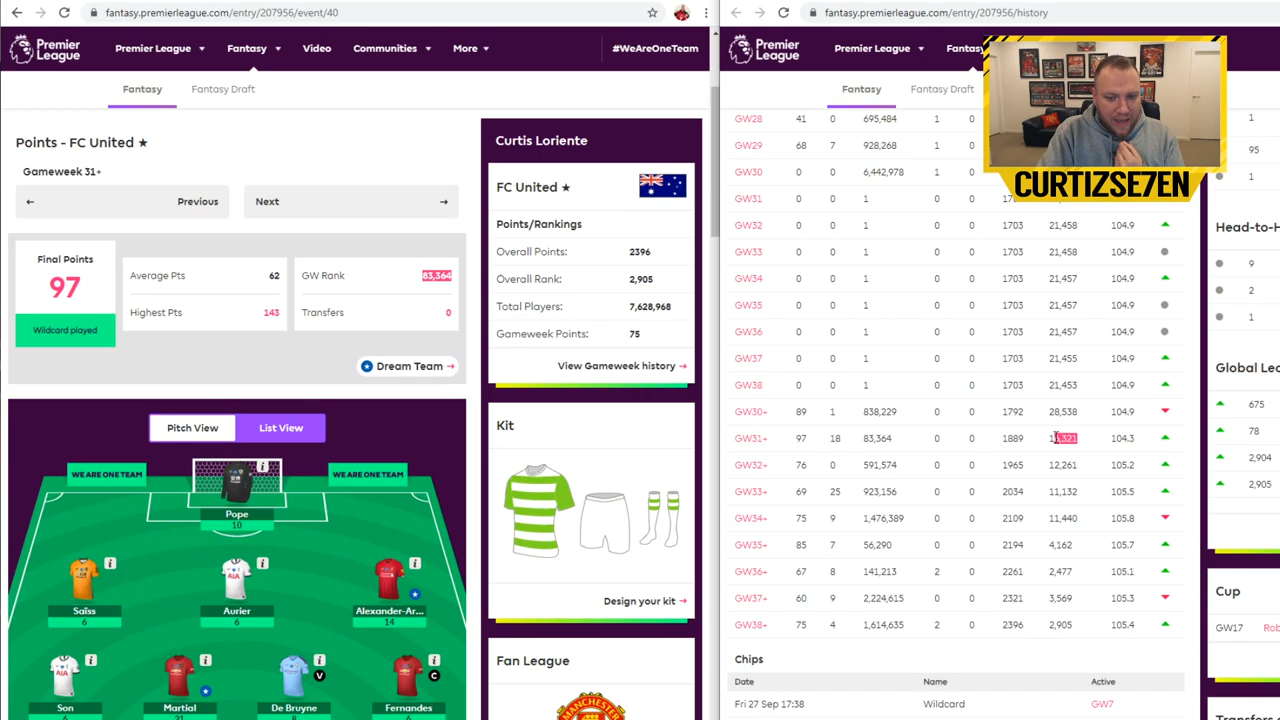 fantasy.premierleague.com/entry/207956/event/40
Premier League
Premier League Fantasy Video Communities More #WeAreOneTeam
Fantasy Fantasy Draft
Points - FC United ★
Gameweek 31+
← Previous Next →
Final Points
97
Wildcard played
Average Pts 62
Highest Pts 143
GW Rank 83,364
Transfers 0
Dream Team →
Pitch View List View
WE ARE ONE TEAM WE ARE ONE TEAM
Pope
10
AIA
Saïss Aurier Alexander-Ar...
6 6 14
AIA V C
Son Martial De Bruyne Fernandes
6 21 8
Curtis Loriente
FC United ★
Points/Rankings
Overall Points: 2396
Overall Rank: 2,905
Total Players: 7,628,968
Gameweek Points: 75
View Gameweek history →
Kit
Design your kit →
Fan League
fantasy.premierleague.com/entry/207956/history
Premier League
Premier League Fantasy
Fantasy Fantasy Draft
CURTIZSE7EN
GW28 41 0 695,484 1 0
GW29 68 7 928,268 1 0
GW30 0 0 6,442,978 1 0
GW31 0 0 1 0 0
GW32 0 0 1 0 0 1703 21,458 104.9
GW33 0 0 1 0 0 1703 21,458 104.9
GW34 0 0 1 0 0 1703 21,457 104.9
GW35 0 0 1 0 0 1703 21,457 104.9
GW36 0 0 1 0 0 1703 21,457 104.9
GW37 0 0 1 0 0 1703 21,455 104.9
GW38 0 0 1 0 0 1703 21,453 104.9
GW30+ 89 1 838,229 0 0 1792 28,538 104.9
GW31+ 97 18 83,364 0 0 1889 104.3
GW32+ 76 0 591,574 0 0 1965 12,261 105.2
GW33+ 69 25 923,156 0 0 2034 11,132 105.5
GW34+ 75 9 1,476,389 0 0 2109 11,440 105.8
GW35+ 85 7 56,290 0 0 2194 4,162 105.7
GW36+ 67 8 141,213 2 0 2261 2,477 105.1
GW37+ 60 9 2,224,615 0 0 2321 3,569 105.3
GW38+ 75 4 1,614,635 2 0 2396 2,905 105.4
Chips
Date Name Active
Fri 27 Sep 17:38 Wildcard GW7
1
95
1
Head-to-H
9
2
1
Global Le
675
78
2,904
2,905
Cup
GW17 Rob